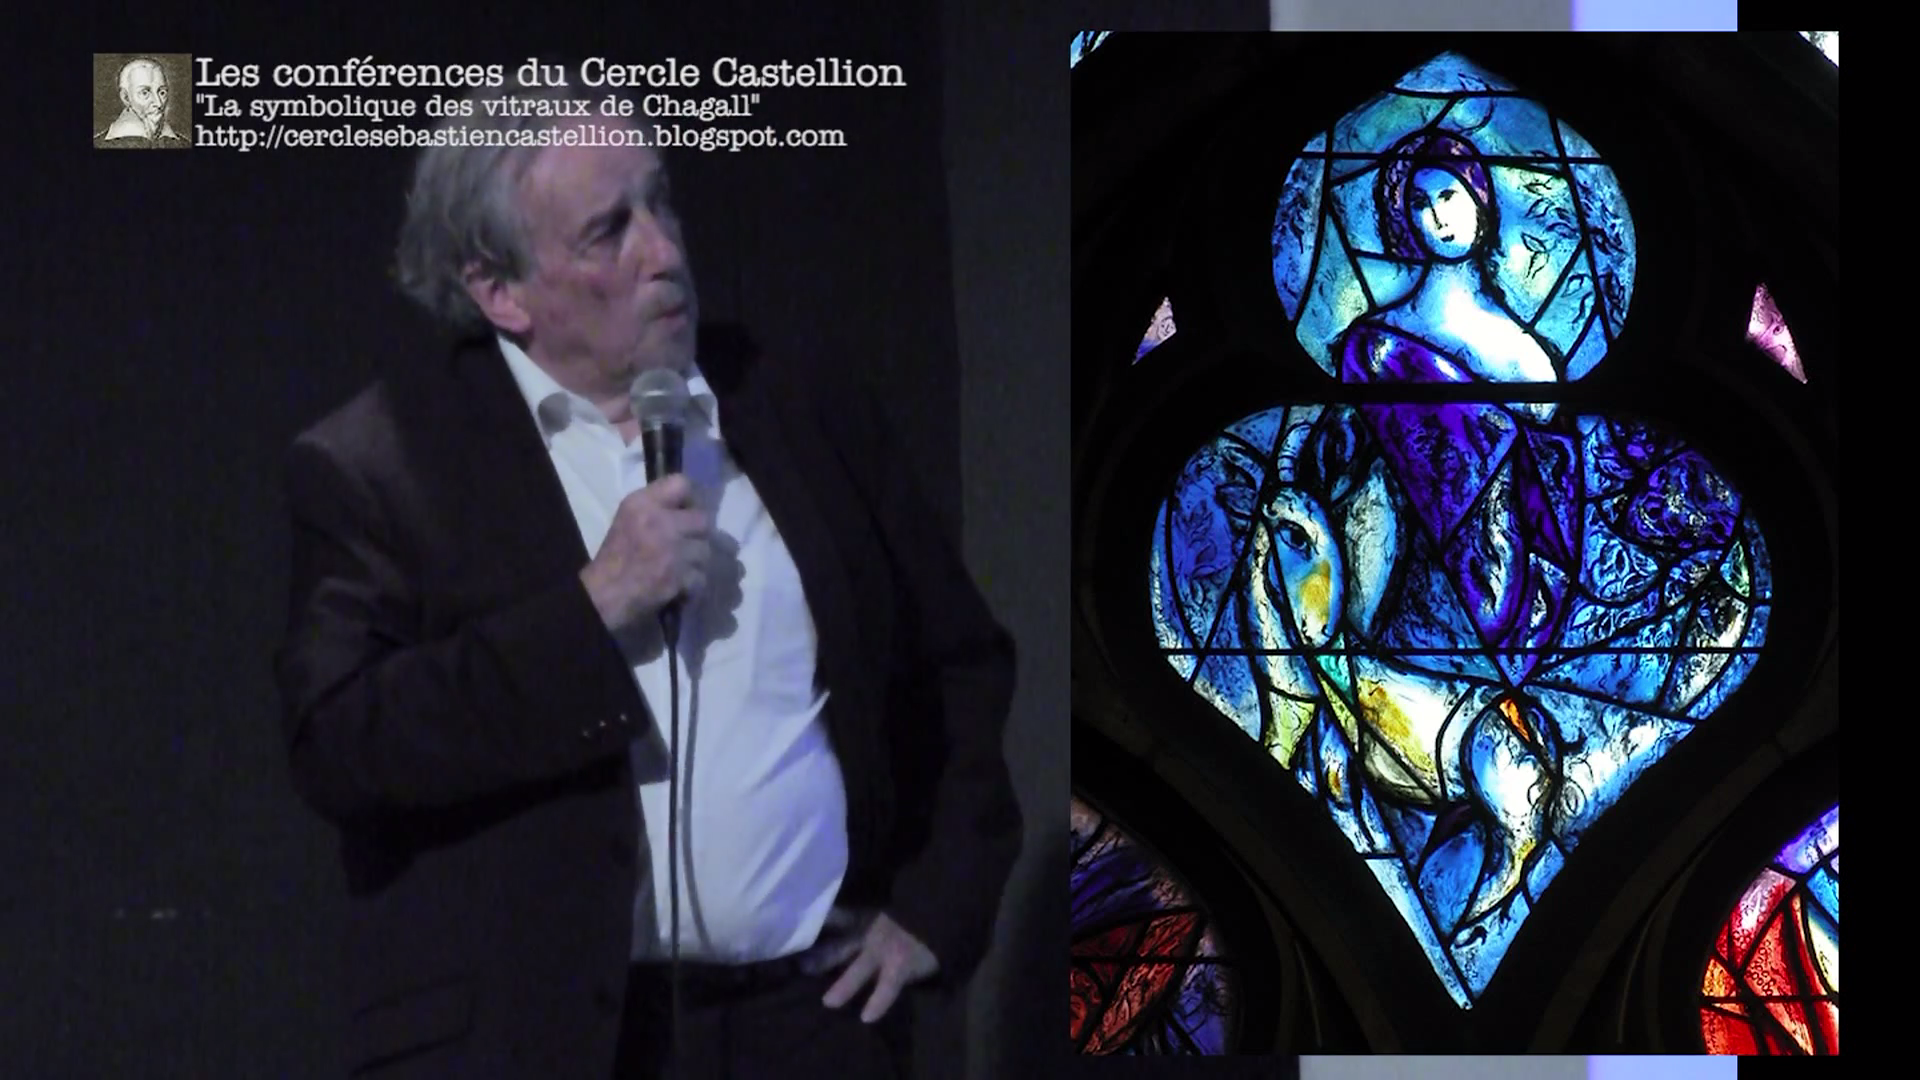 Les conférences du Cercle Castellion
"La symbolique des vitraux de Chagall"
http://cerclesebastiencastellion.blogspot.com